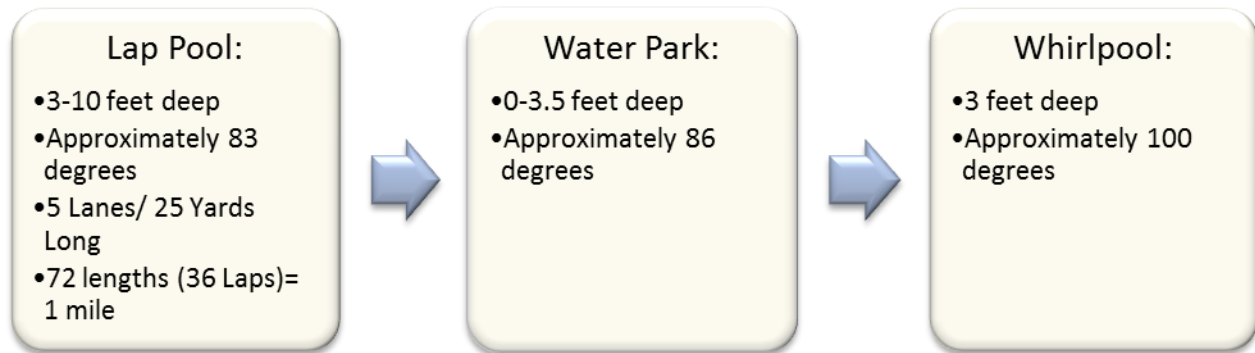 Lap Pool:
•3-10 feet deep
•Approximately 83
degrees
•5 Lanes/ 25 Yards
Long
•72 lengths (36 Laps)=
1 mile
Water Park:
•0-3.5 feet deep
•Approximately 86
degrees
Whirlpool:
•3 feet deep
•Approximately 100
degrees